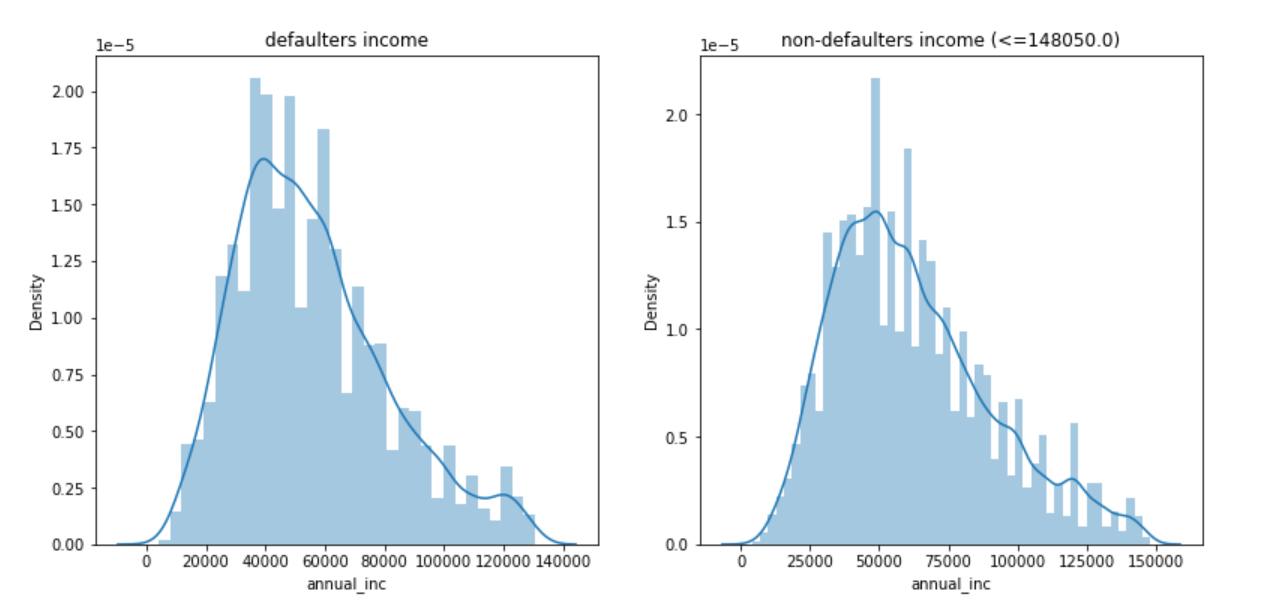 defaulters income
1e−5
2.00
1.75
1.50
1.25
1.00
0.75
0.50
0.25
0.00
Density
0 20000 40000 60000 80000 100000 120000 140000
annual_inc
non-defaulters income (<=148050.0)
1e−5
2.0
1.5
1.0
0.5
0.0
Density
0 25000 50000 75000 100000 125000 150000
annual_inc